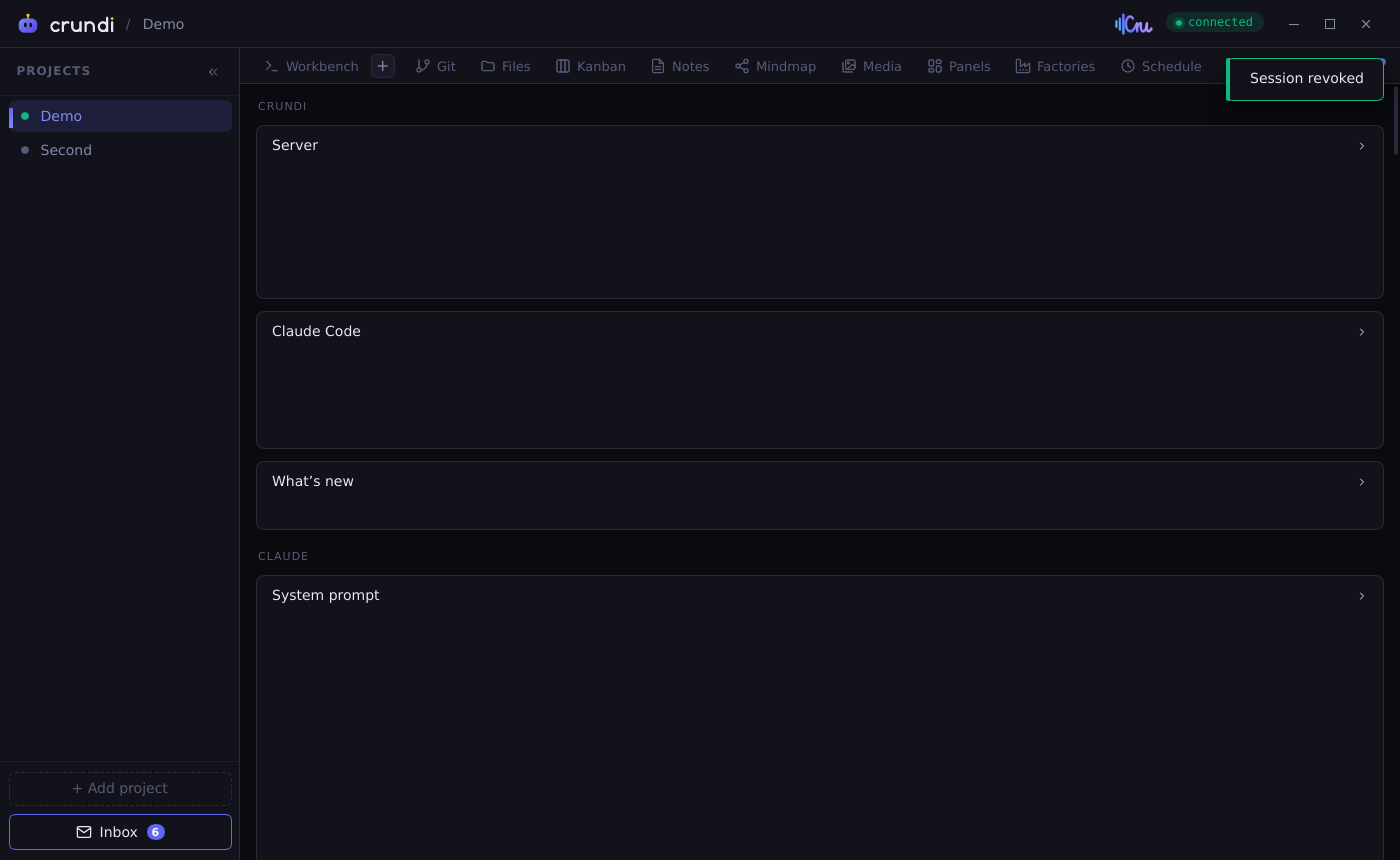 crundi / Demo
Cru
connected
PROJECTS
Workbench
Git
Files
Kanban
Notes
Mindmap
Media
Panels
Factories
Schedule
Session revoked
Demo
Second
CRUNDI
Server
Claude Code
What’s new
CLAUDE
System prompt
+ Add project
Inbox 6